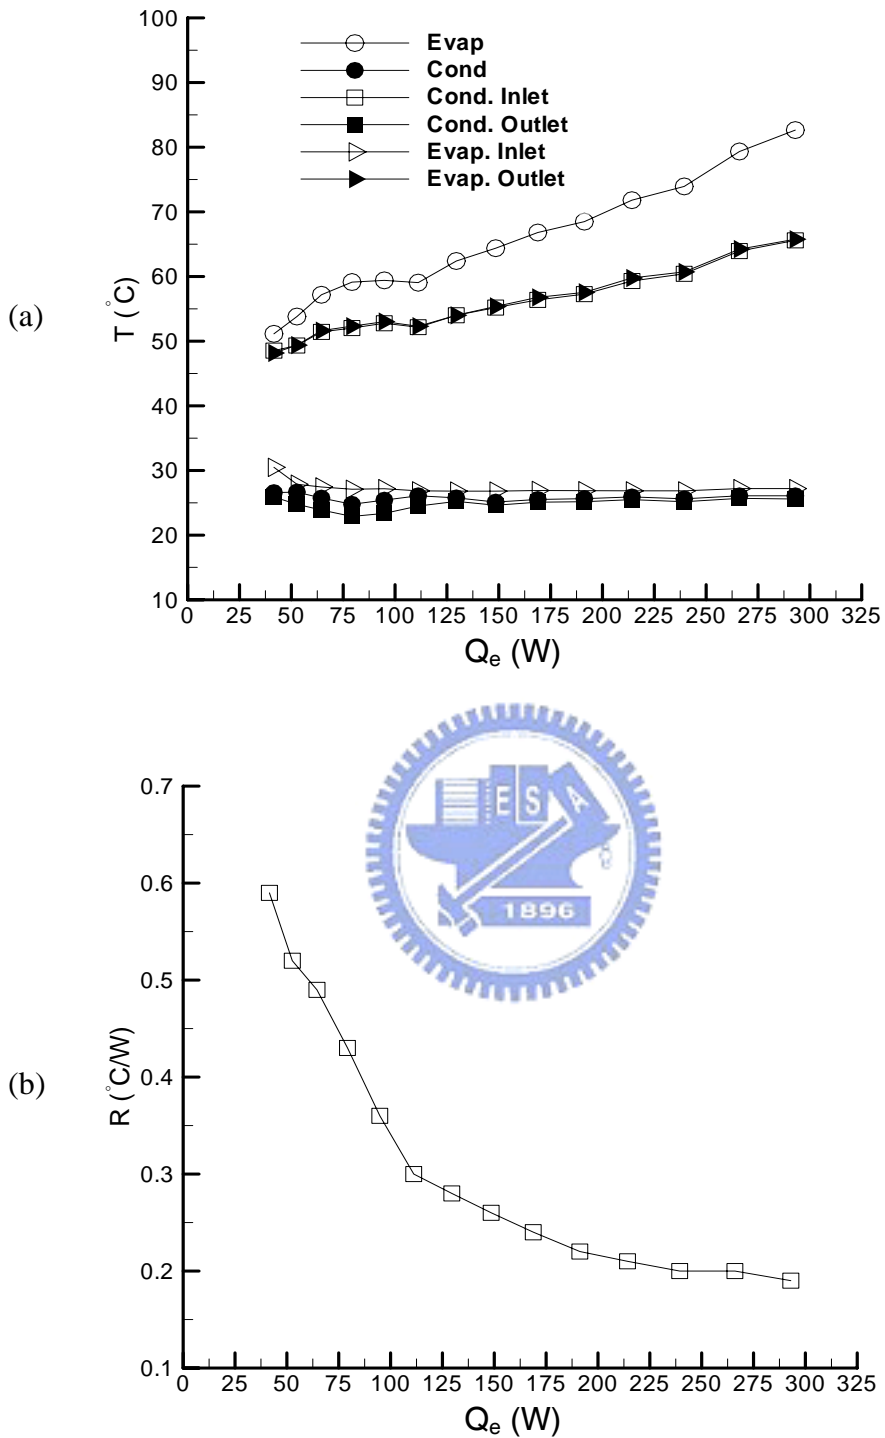 (a)
T (°C)
100
90
80
70
60
50
40
30
20
10
Evap
Cond
Cond. Inlet
Cond. Outlet
Evap. Inlet
Evap. Outlet
0 25 50 75 100 125 150 175 200 225 250 275 300 325
Qe (W)
(b)
R (°C/W)
0.7
0.6
0.5
0.4
0.3
0.2
0.1
E S A
1896
0 25 50 75 100 125 150 175 200 225 250 275 300 325
Qe (W)